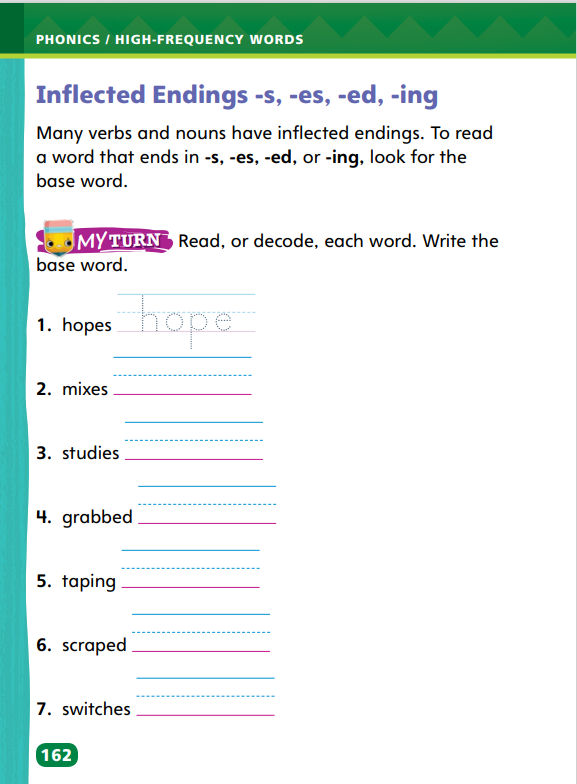 PHONICS / HIGH-FREQUENCY WORDS
Inflected Endings -s, -es, -ed, -ing
Many verbs and nouns have inflected endings. To read
a word that ends in -s, -es, -ed, or -ing, look for the
base word.
MY TURN Read, or decode, each word. Write the
base word.
1. hopes hope
2. mixes
3. studies
4. grabbed
5. taping
6. scraped
7. switches
162